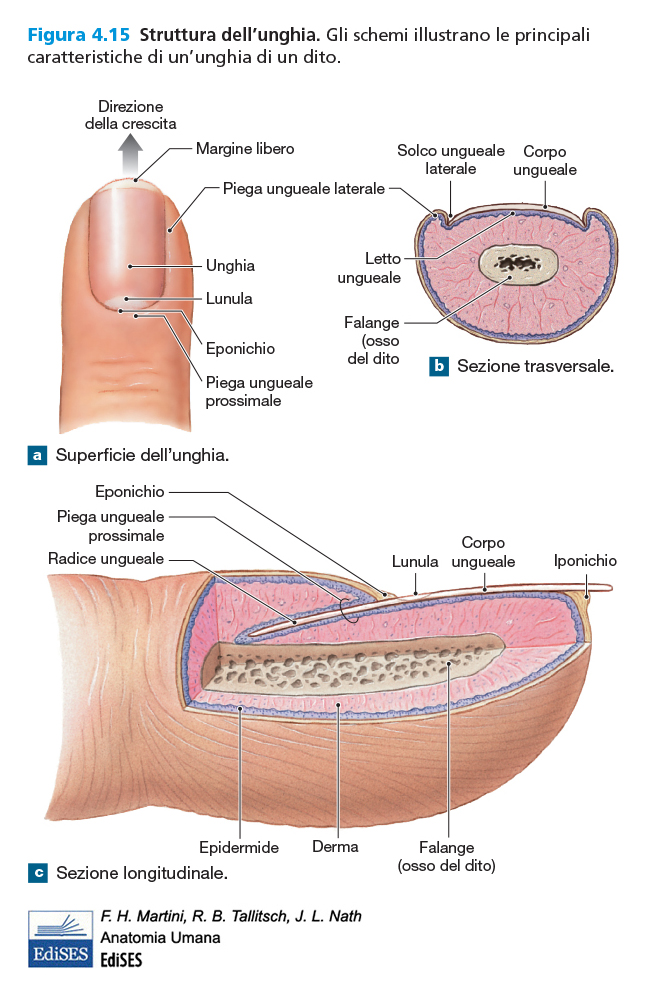 Figura 4.15 Struttura dell'unghia. Gli schemi illustrano le principali
caratteristiche di un'unghia di un dito.
Direzione
della crescita
Margine libero
Piega ungueale laterale
Unghia
Lunula
Eponichio
Piega ungueale
prossimale
a Superficie dell'unghia.
Solco ungueale
laterale
Corpo
ungueale
Letto
ungueale
Falange
(osso
del dito
b Sezione trasversale.
Eponichio
Piega ungueale
prossimale
Radice ungueale
Lunula
Corpo
ungueale
Iponichio
Epidermide
Derma
Falange
(osso del dito)
c Sezione longitudinale.
F. H. Martini, R. B. Tallitsch, J. L. Nath
Anatomia Umana
EdiSES
EdiSES